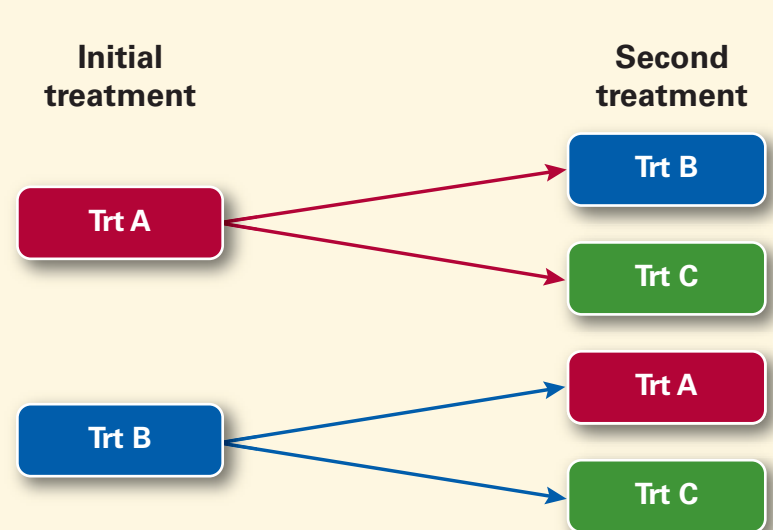 Initial
treatment
Second
treatment
Trt B
Trt A
Trt C
Trt A
Trt B
Trt C